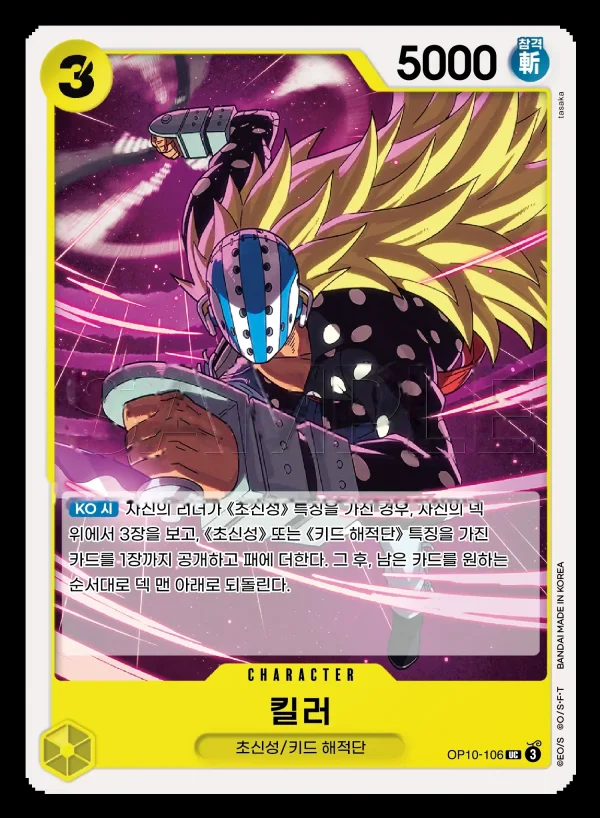 3
5000
참격
斬
tasaka
SAMPLE
KO 시 자신의 리더가 《초신성》 특징을 가진 경우, 자신의 덱
위에서 3장을 보고, 《초신성》 또는 《키드 해적단》 특징을 가진
카드를 1장까지 공개하고 패에 더한다. 그 후, 남은 카드를 원하는
순서대로 덱 맨 아래로 되돌린다.
CHARACTER
킬러
초신성/키드 해적단
OP10-106 UC 3
©EO/S ©O/S·F·T BANDAI MADE IN KOREA